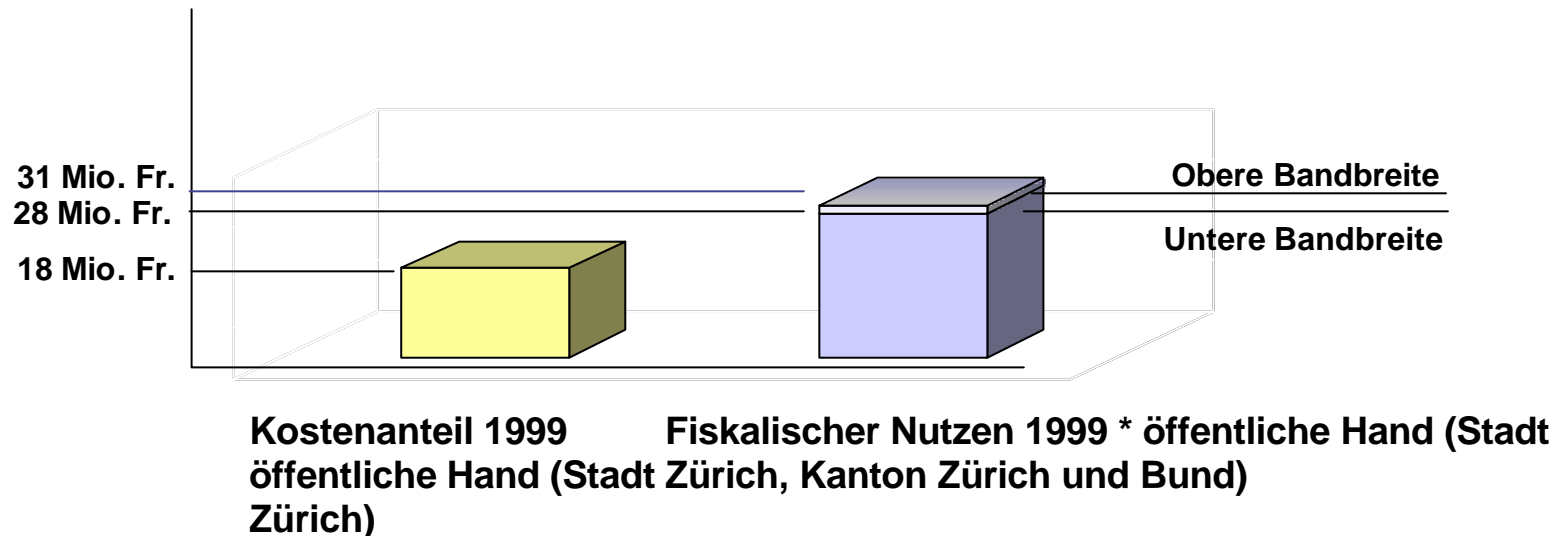 31 Mio. Fr.
28 Mio. Fr.
18 Mio. Fr.
Obere Bandbreite
Untere Bandbreite
Kostenanteil 1999
öffentliche Hand (Stadt
Zürich)
Fiskalischer Nutzen 1999 * öffentliche Hand (Stadt
Zürich, Kanton Zürich und Bund)